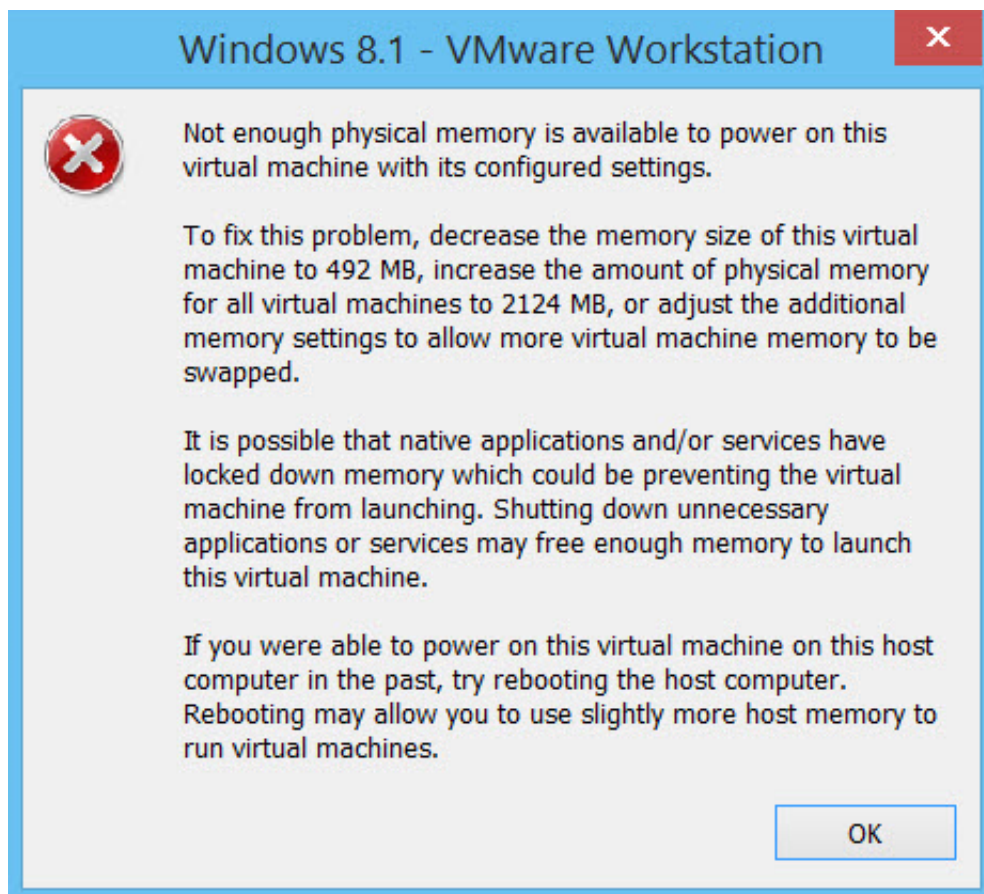 Windows 8.1 - VMware Workstation
Not enough physical memory is available to power on this
virtual machine with its configured settings.
To fix this problem, decrease the memory size of this virtual
machine to 492 MB, increase the amount of physical memory
for all virtual machines to 2124 MB, or adjust the additional
memory settings to allow more virtual machine memory to be
swapped.
It is possible that native applications and/or services have
locked down memory which could be preventing the virtual
machine from launching. Shutting down unnecessary
applications or services may free enough memory to launch
this virtual machine.
If you were able to power on this virtual machine on this host
computer in the past, try rebooting the host computer.
Rebooting may allow you to use slightly more host memory to
run virtual machines.
OK